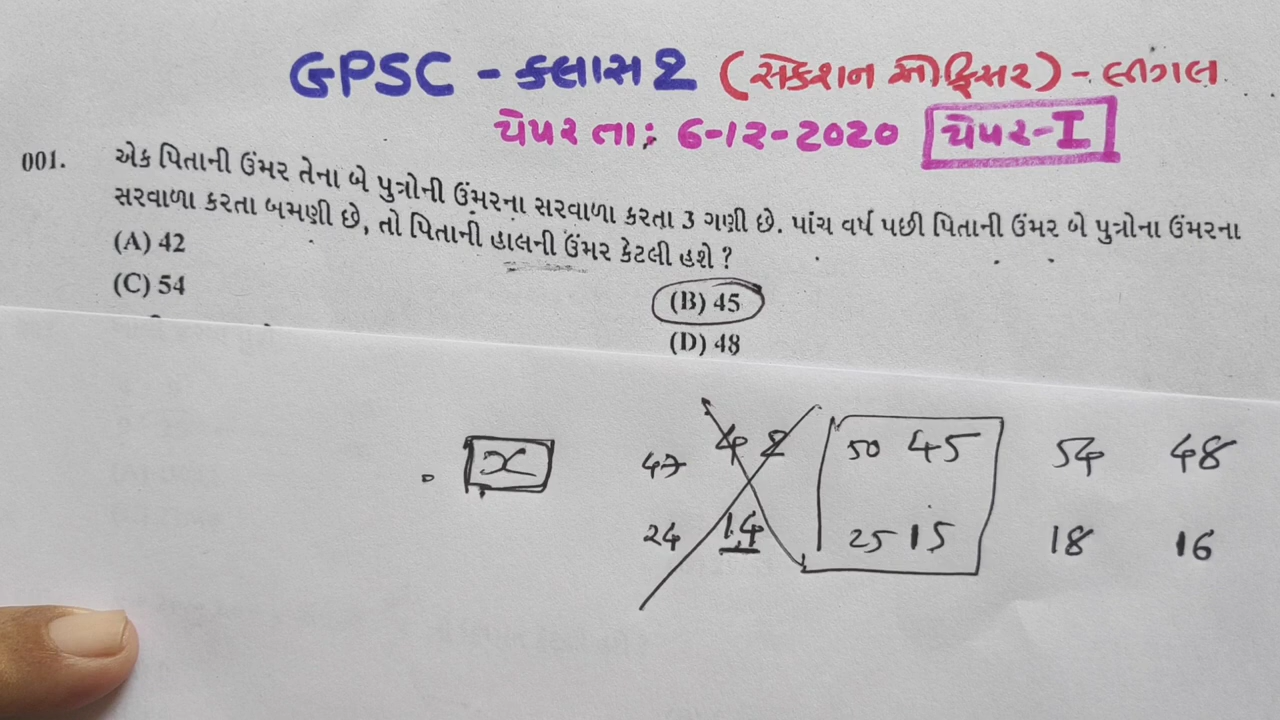 GPSC - ક્લાસ 2 (સેક્શન ઓફિસર) - લીગલ
પેપર તા: 6-12-2020 પેપર-I
001. એક પિતાની ઉંમર તેના બે પુત્રોની ઉંમરના સરવાળા કરતા 3 ગણી છે. પાંચ વર્ષ પછી પિતાની ઉંમર બે પુત્રોના ઉંમરના
સરવાળા કરતા બમણી છે, તો પિતાની હાલની ઉંમર કેટલી હશે ?
(A) 42
(B) 45
(C) 54
(D) 48
x 47 42 50 45 54 48
24 14 25 15 18 16